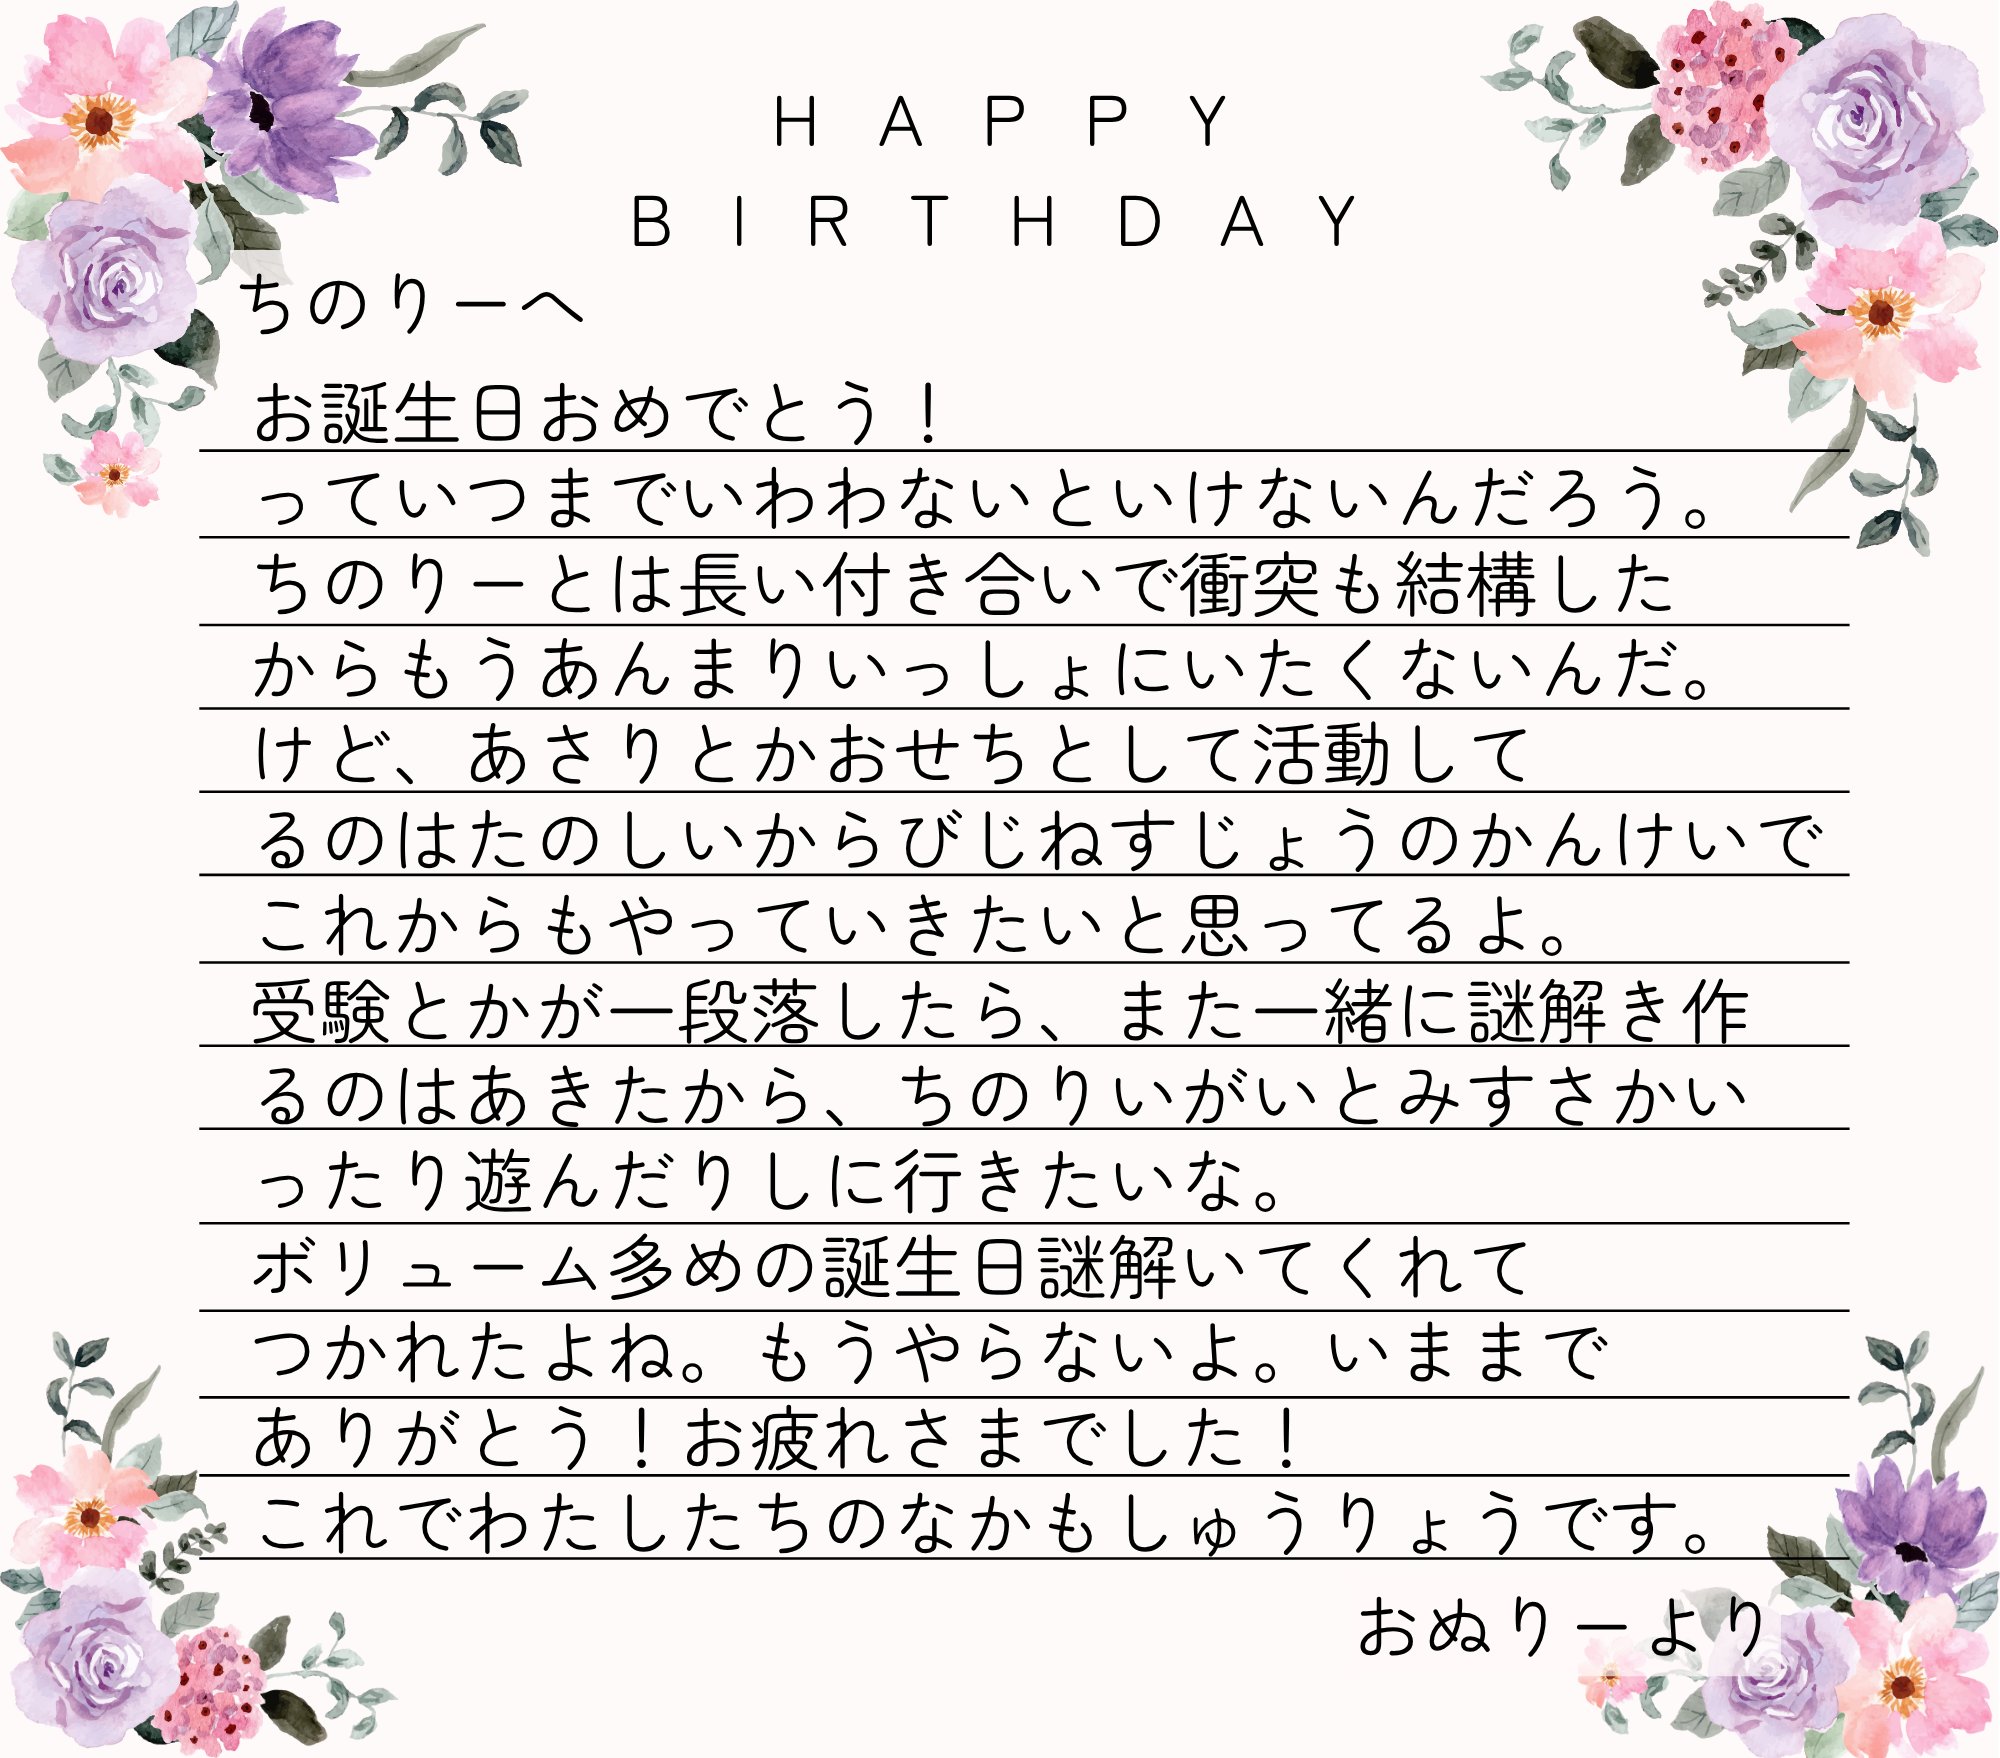 HAPPY
BIRTHDAY
ちのりーへ
お誕生日おめでとう！
っていつまでいわわないといけないんだろう。
ちのりーとは長い付き合いで衝突も結構した
からもうあんまりいっしょにいたくないんだ。
けど、あさりとかおせちとして活動して
るのはたのしいからびじねすじょうのかんけいで
これからもやっていきたいと思ってるよ。
受験とかが一段落したら、また一緒に謎解き作
るのはあきたから、ちのりいがいとみすさかい
ったり遊んだりしに行きたいな。
ボリューム多めの誕生日謎解いてくれて
つかれたよね。もうやらないよ。いままで
ありがとう！お疲れさまでした！
これでわたしたちのなかもしゅうりょうです。
おぬりーより